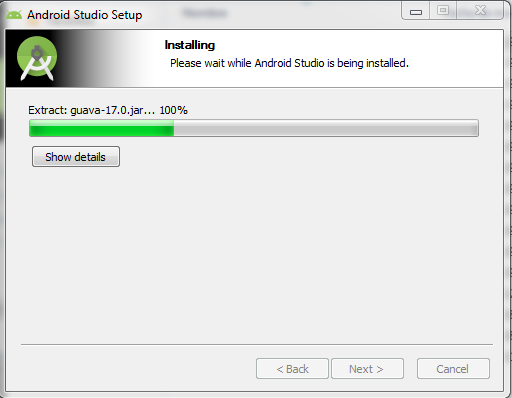 Android Studio Setup
Installing
Please wait while Android Studio is being installed.
Extract: guava-17.0.jar... 100%
Show details
< Back
Next >
Cancel